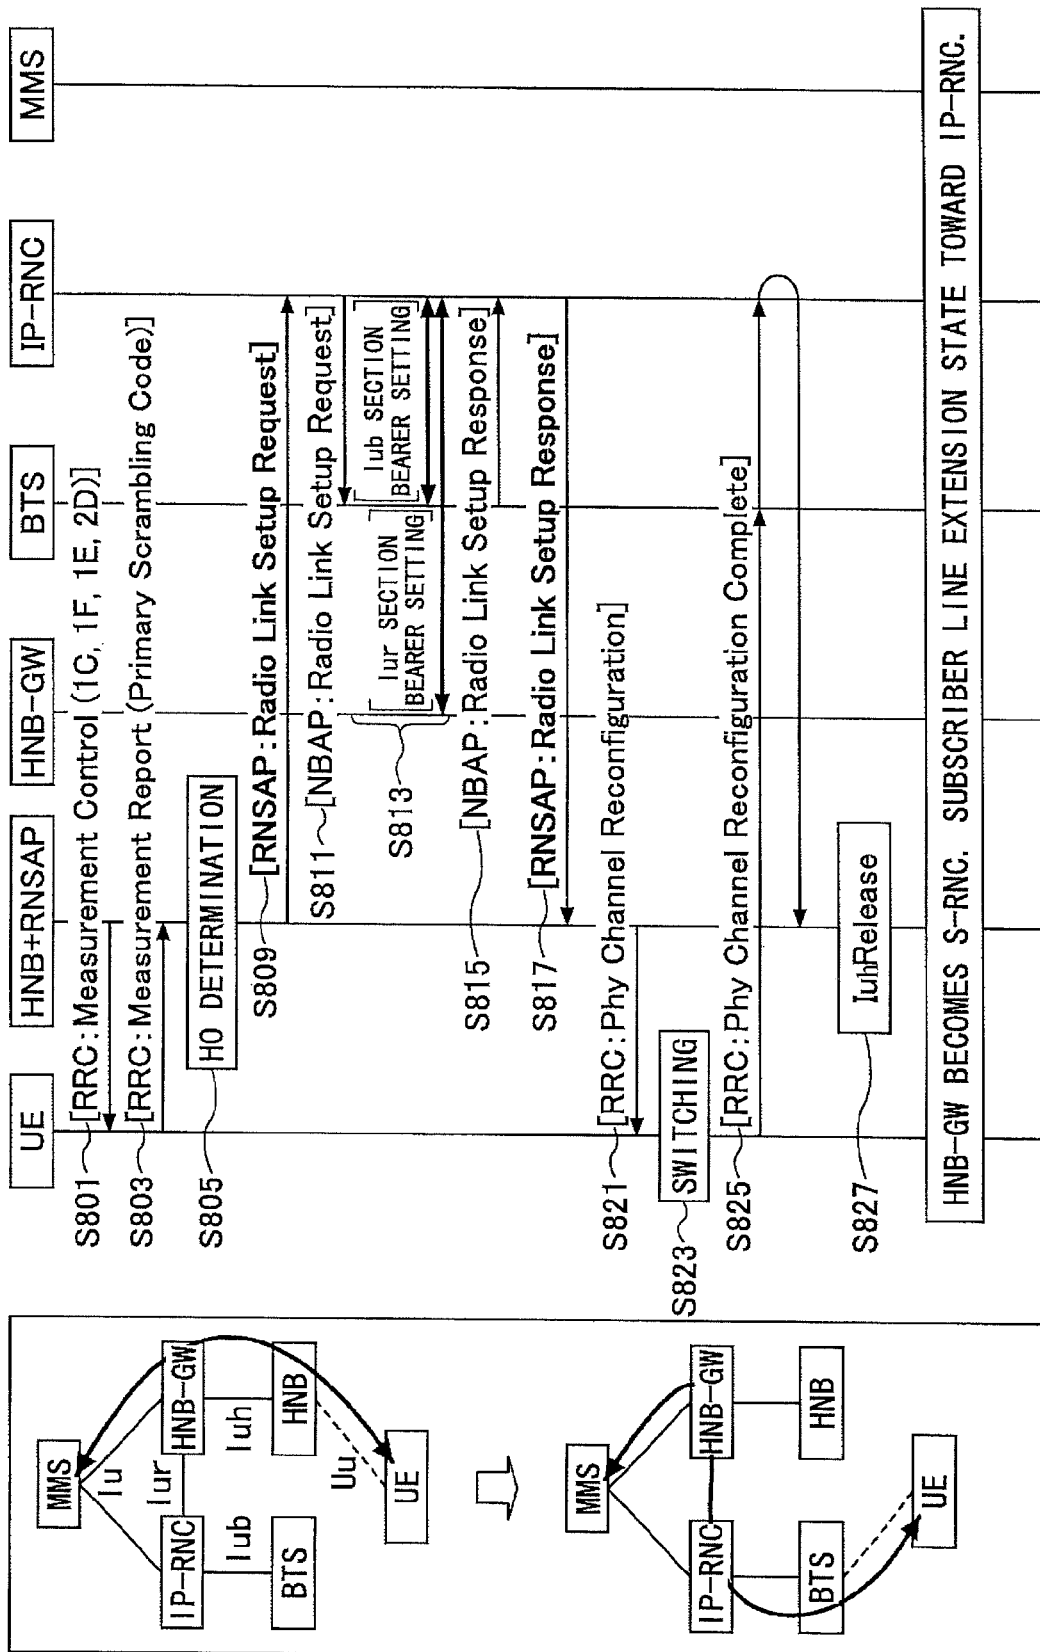 MMS
Iu
Iur
IP-RNC
HNB-GW
Iub
Iuh
BTS
HNB
Uu
UE
MMS
IP-RNC
HNB-GW
BTS
HNB
UE
UE
HNB+RNSAP
HNB-GW
BTS
IP-RNC
MMS
S801
[RRC:Measurement Control (1C, 1F, 1E, 2D)]
S803
[RRC:Measurement Report (Primary Scrambling Code)]
S805
HO DETERMINATION
S809
[RNSAP:Radio Link Setup Request]
S811
[NBAP:Radio Link Setup Request]
S813
[Iur SECTION
BEARER SETTING]
[Iub SECTION
BEARER SETTING]
S815
[NBAP:Radio Link Setup Response]
S817
[RNSAP:Radio Link Setup Response]
S821
[RRC:Phy Channel Reconfiguration]
S823
SWITCHING
S825
[RRC:Phy Channel Reconfiguration Complete]
S827
IuhRelease
HNB-GW BECOMES S-RNC. SUBSCRIBER LINE EXTENSION STATE TOWARD IP-RNC.